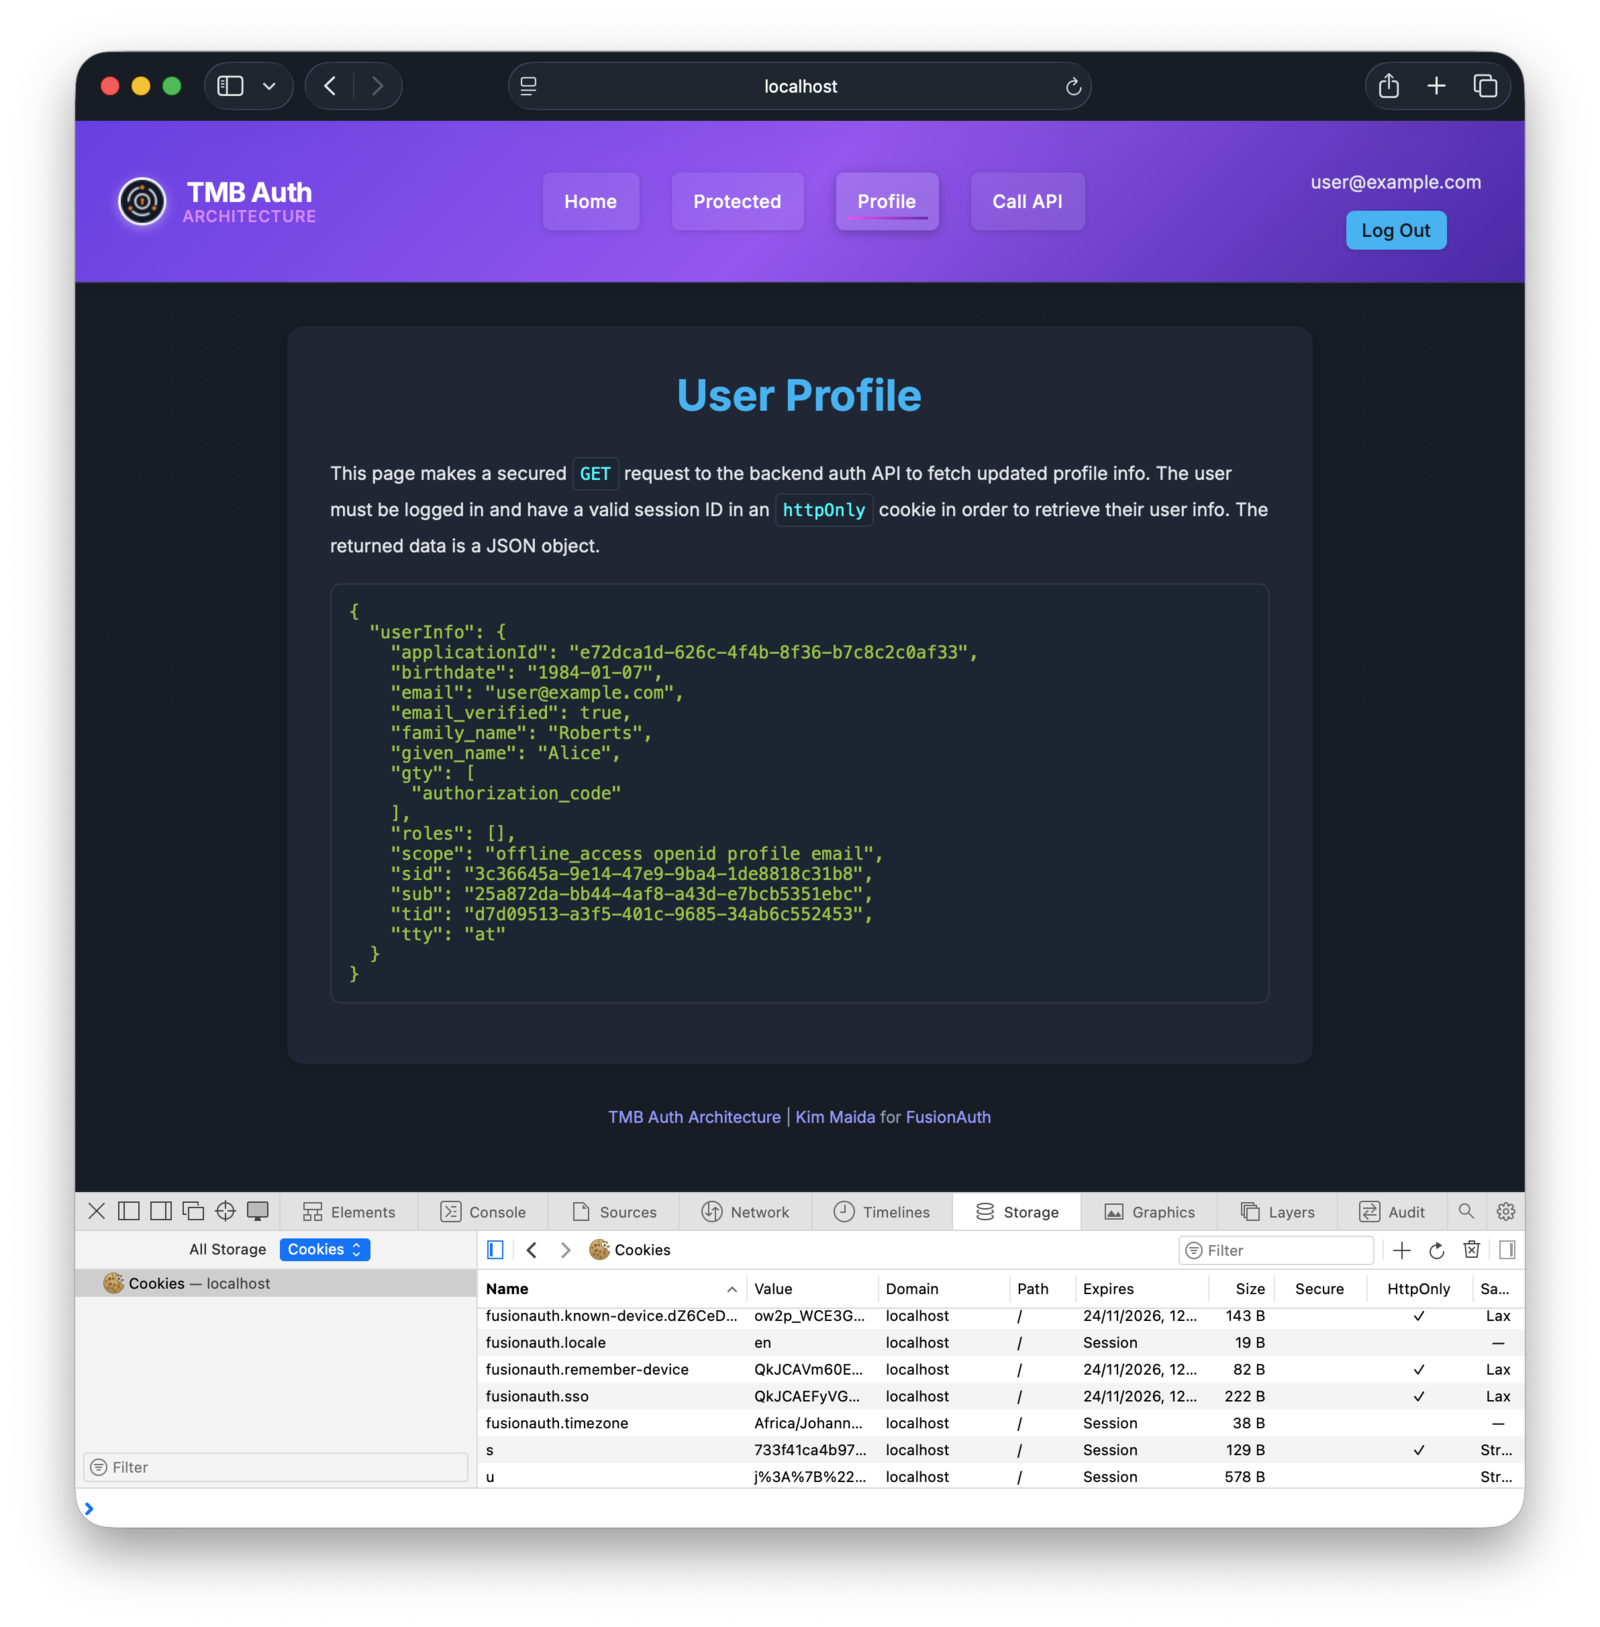 localhost
TMB Auth
ARCHITECTURE
Home
Protected
Profile
Call API
user@example.com
Log Out
User Profile
This page makes a secured GET request to the backend auth API to fetch updated profile info. The user
must be logged in and have a valid session ID in an httpOnly cookie in order to retrieve their user info. The
returned data is a JSON object.
{
"userInfo": {
"applicationId": "e72dca1d-626c-4f4b-8f36-b7c8c2c0af33",
"birthdate": "1984-01-07",
"email": "user@example.com",
"email_verified": true,
"family_name": "Roberts",
"given_name": "Alice",
"gty": [
"authorization_code"
],
"roles": [],
"scope": "offline_access openid profile email",
"sid": "3c36645a-9e14-47e9-9ba4-1de8818c31b8",
"sub": "25a872da-bb44-4af8-a43d-e7bcb5351ebc",
"tid": "d7d09513-a3f5-401c-9685-34ab6c552453",
"tty": "at"
}
}
TMB Auth Architecture | Kim Maida for FusionAuth
Elements Console Sources Network Timelines Storage Graphics Layers Audit
All Storage Cookies
Cookies
Filter
Cookies — localhost
Name Value Domain Path Expires Size Secure HttpOnly Sa...
fusionauth.known-device.dZ6CeD... ow2p_WCE3G... localhost / 24/11/2026, 12... 143 B ✓ Lax
fusionauth.locale en localhost / Session 19 B —
fusionauth.remember-device QkJCAVm60E... localhost / 24/11/2026, 12... 82 B ✓ Lax
fusionauth.sso QkJCAEFyVG... localhost / 24/11/2026, 12... 222 B ✓ Lax
fusionauth.timezone Africa/Johann... localhost / Session 38 B —
s 733f41ca4b97... localhost / Session 129 B ✓ Str...
u j%3A%7B%22... localhost / Session 578 B Str...
Filter